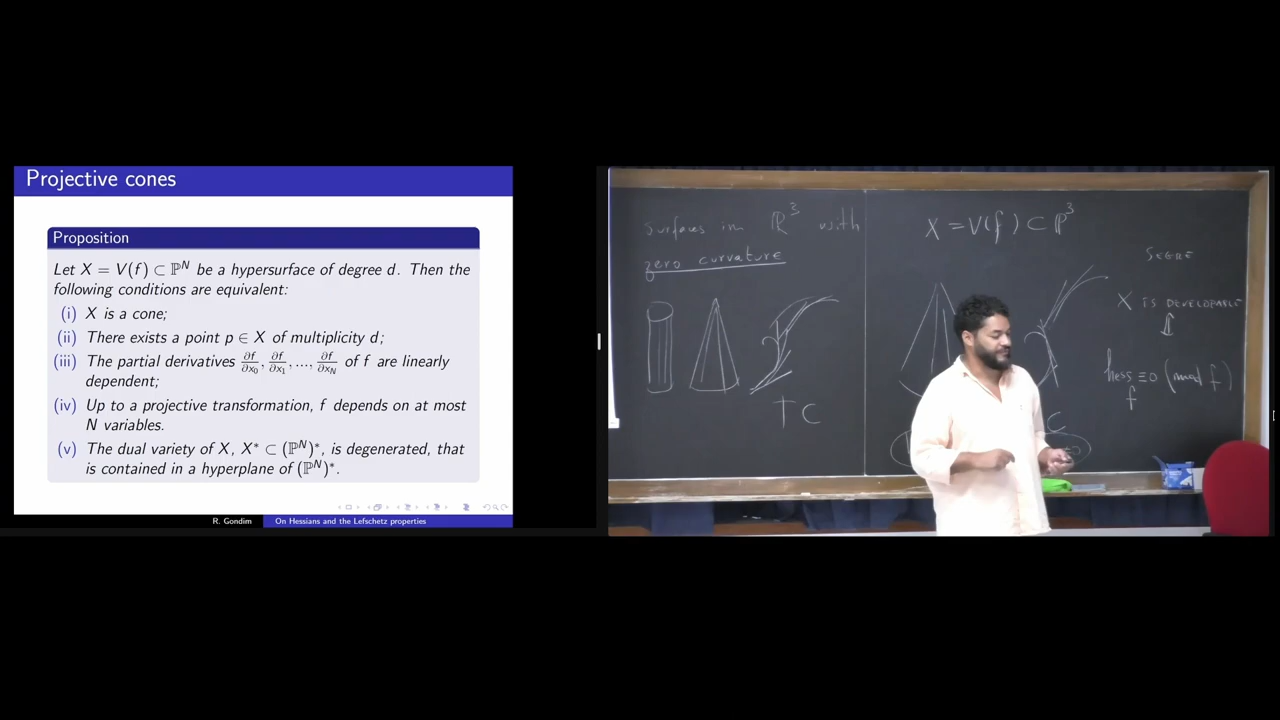 Projective cones
Proposition
Let X = V(f) ⊂ ℙ^N be a hypersurface of degree d. Then the
following conditions are equivalent:
(i) X is a cone;
(ii) There exists a point p ∈ X of multiplicity d;
(iii) The partial derivatives ∂f/∂x₀, ∂f/∂x₁, ..., ∂f/∂x_N of f are linearly
dependent;
(iv) Up to a projective transformation, f depends on at most
N variables.
(v) The dual variety of X, X* ⊂ (ℙ^N)*, is degenerated, that
is contained in a hyperplane of (ℙ^N)*.
R. Gondim On Hessians and the Lefschetz properties
surfaces in ℝ³ with
zero curvature
T C
X = V(f) ⊂ ℙ³
SEGRE
X IS DEVELOPABLE
⇕
hess_f ≡ 0 (mod f)
C